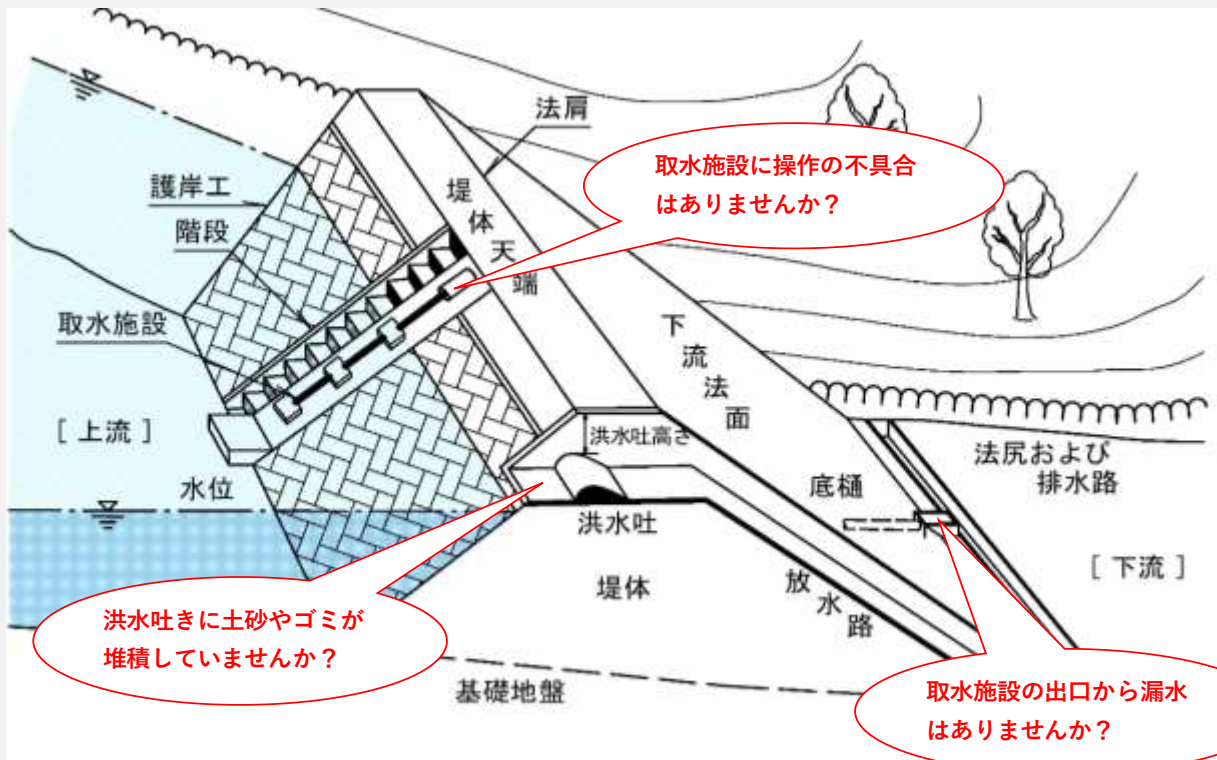 法肩
取水施設に操作の不具合
はありませんか？
護岸工
階段
堤体天端
取水施設
下流法面
[ 上流 ]
洪水吐高さ
法尻および
排水路
水位
底樋
洪水吐
[ 下流 ]
堤体
放水路
洪水吐きに土砂やゴミが
堆積していませんか？
基礎地盤
取水施設の出口から漏水
はありませんか？